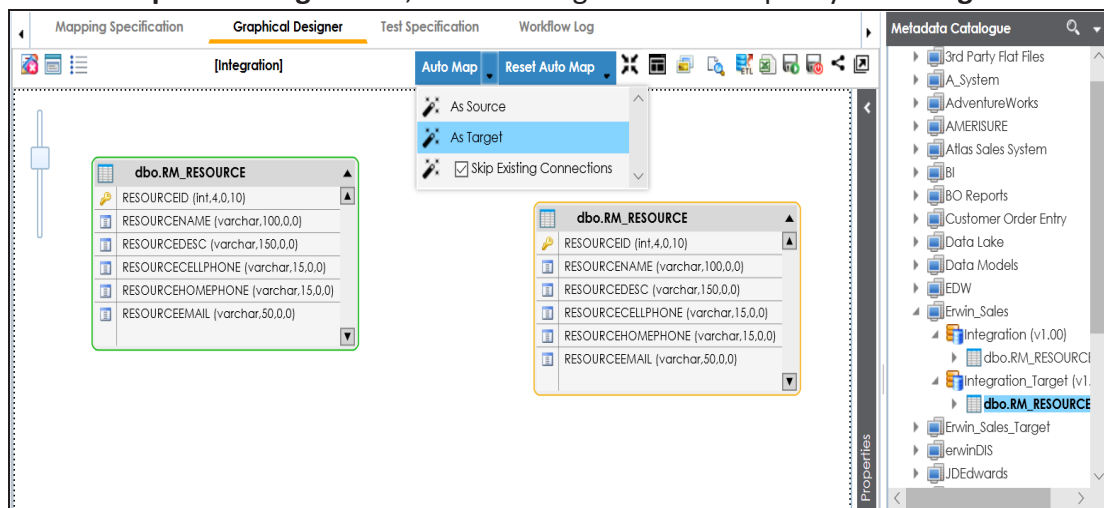 Mapping Specification Graphical Designer Test Specification Workflow Log
[Integration] Auto Map Reset Auto Map
ETL
As Source
As Target
Skip Existing Connections
dbo.RM_RESOURCE
RESOURCEID (int,4,0,10)
RESOURCENAME (varchar,100,0,0)
RESOURCEDESC (varchar,150,0,0)
RESOURCECELLPHONE (varchar,15,0,0)
RESOURCEHOMEPHONE (varchar,15,0,0)
RESOURCEEMAIL (varchar,50,0,0)
dbo.RM_RESOURCE
RESOURCEID (int,4,0,10)
RESOURCENAME (varchar,100,0,0)
RESOURCEDESC (varchar,150,0,0)
RESOURCECELLPHONE (varchar,15,0,0)
RESOURCEHOMEPHONE (varchar,15,0,0)
RESOURCEEMAIL (varchar,50,0,0)
Properties
Metadata Catalogue
3rd Party Flat Files
A_System
AdventureWorks
AMERISURE
Atlas Sales System
BI
BO Reports
Customer Order Entry
Data Lake
Data Models
EDW
Erwin_Sales
Integration (v1.00)
dbo.RM_RESOURCE
Integration_Target (v1.
dbo.RM_RESOURCE
Erwin_Sales_Target
erwinDIS
JDEdwards